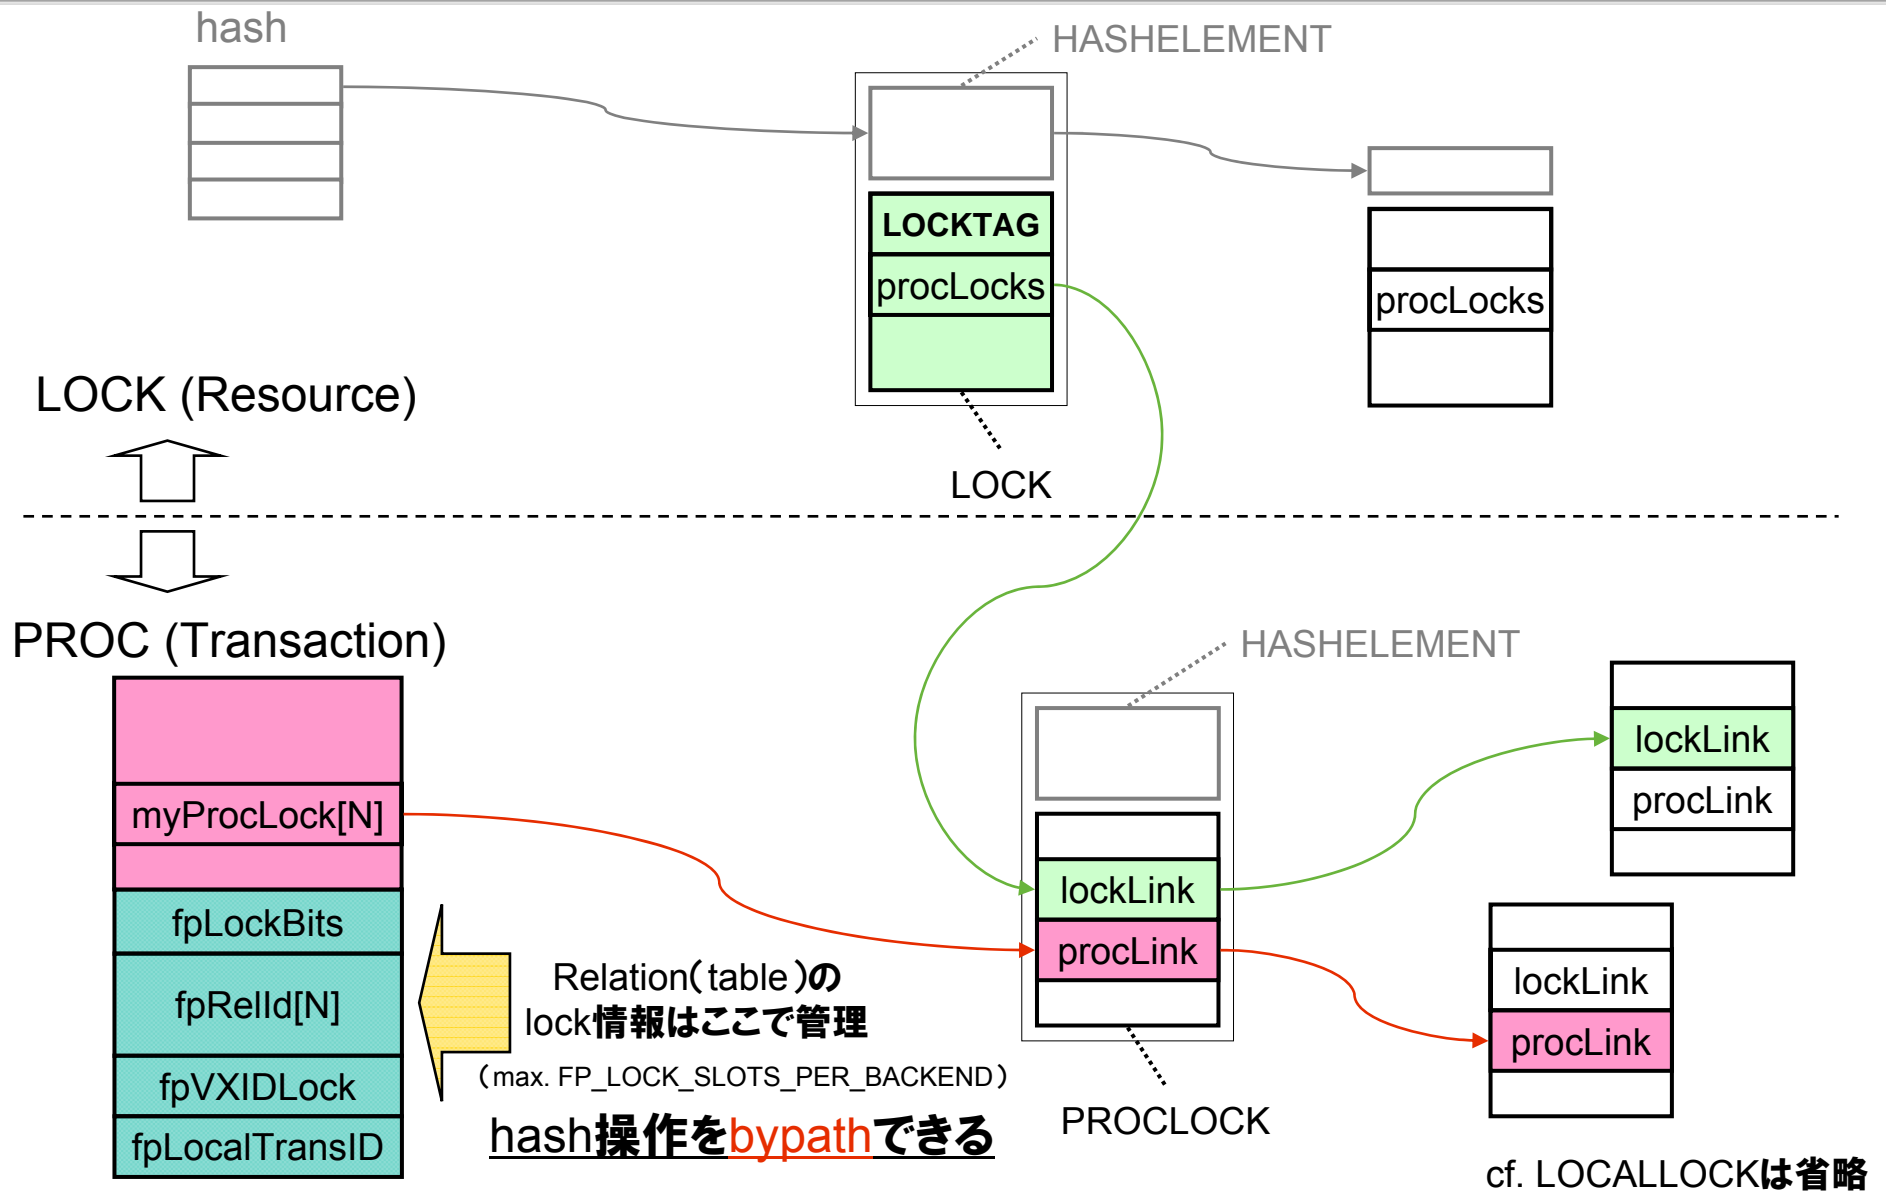 hash
HASHELEMENT
LOCKTAG
procLocks
procLocks
LOCK (Resource)
LOCK
PROC (Transaction)
HASHELEMENT
myProcLock[N]
fpLockBits
fpRelId[N]
fpVXIDLock
fpLocalTransID
Relation(table)の
lock情報はここで管理
(max. FP_LOCK_SLOTS_PER_BACKEND)
hash操作をbypathできる
lockLink
procLink
PROCLOCK
lockLink
procLink
lockLink
procLink
cf. LOCALLOCKは省略